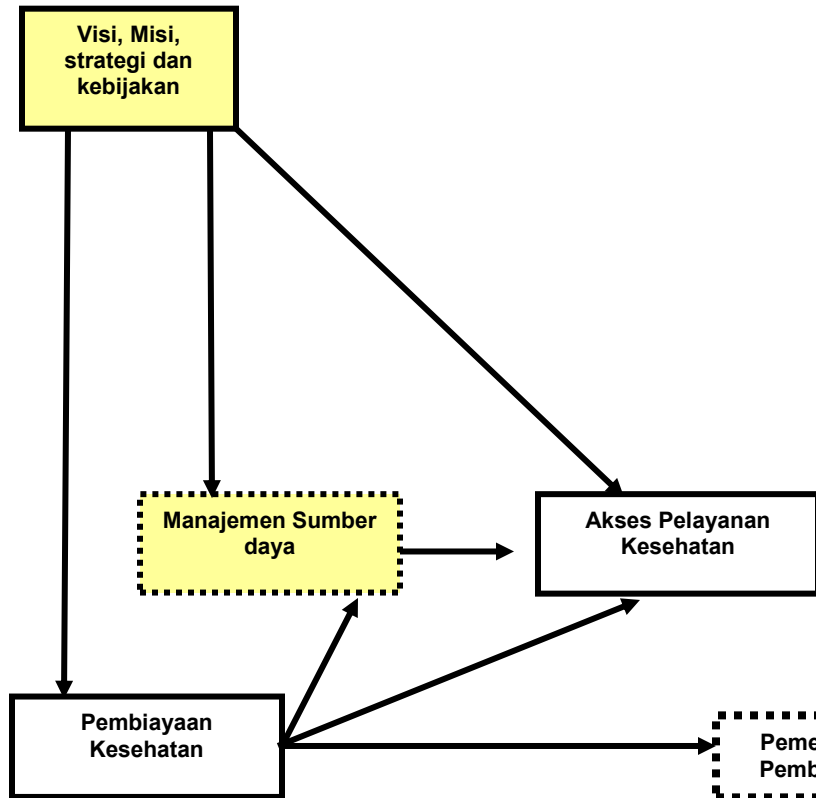 Visi, Misi,
strategi dan
kebijakan
Manajemen Sumber
daya
Akses Pelayanan
Kesehatan
Pembiayaan
Kesehatan